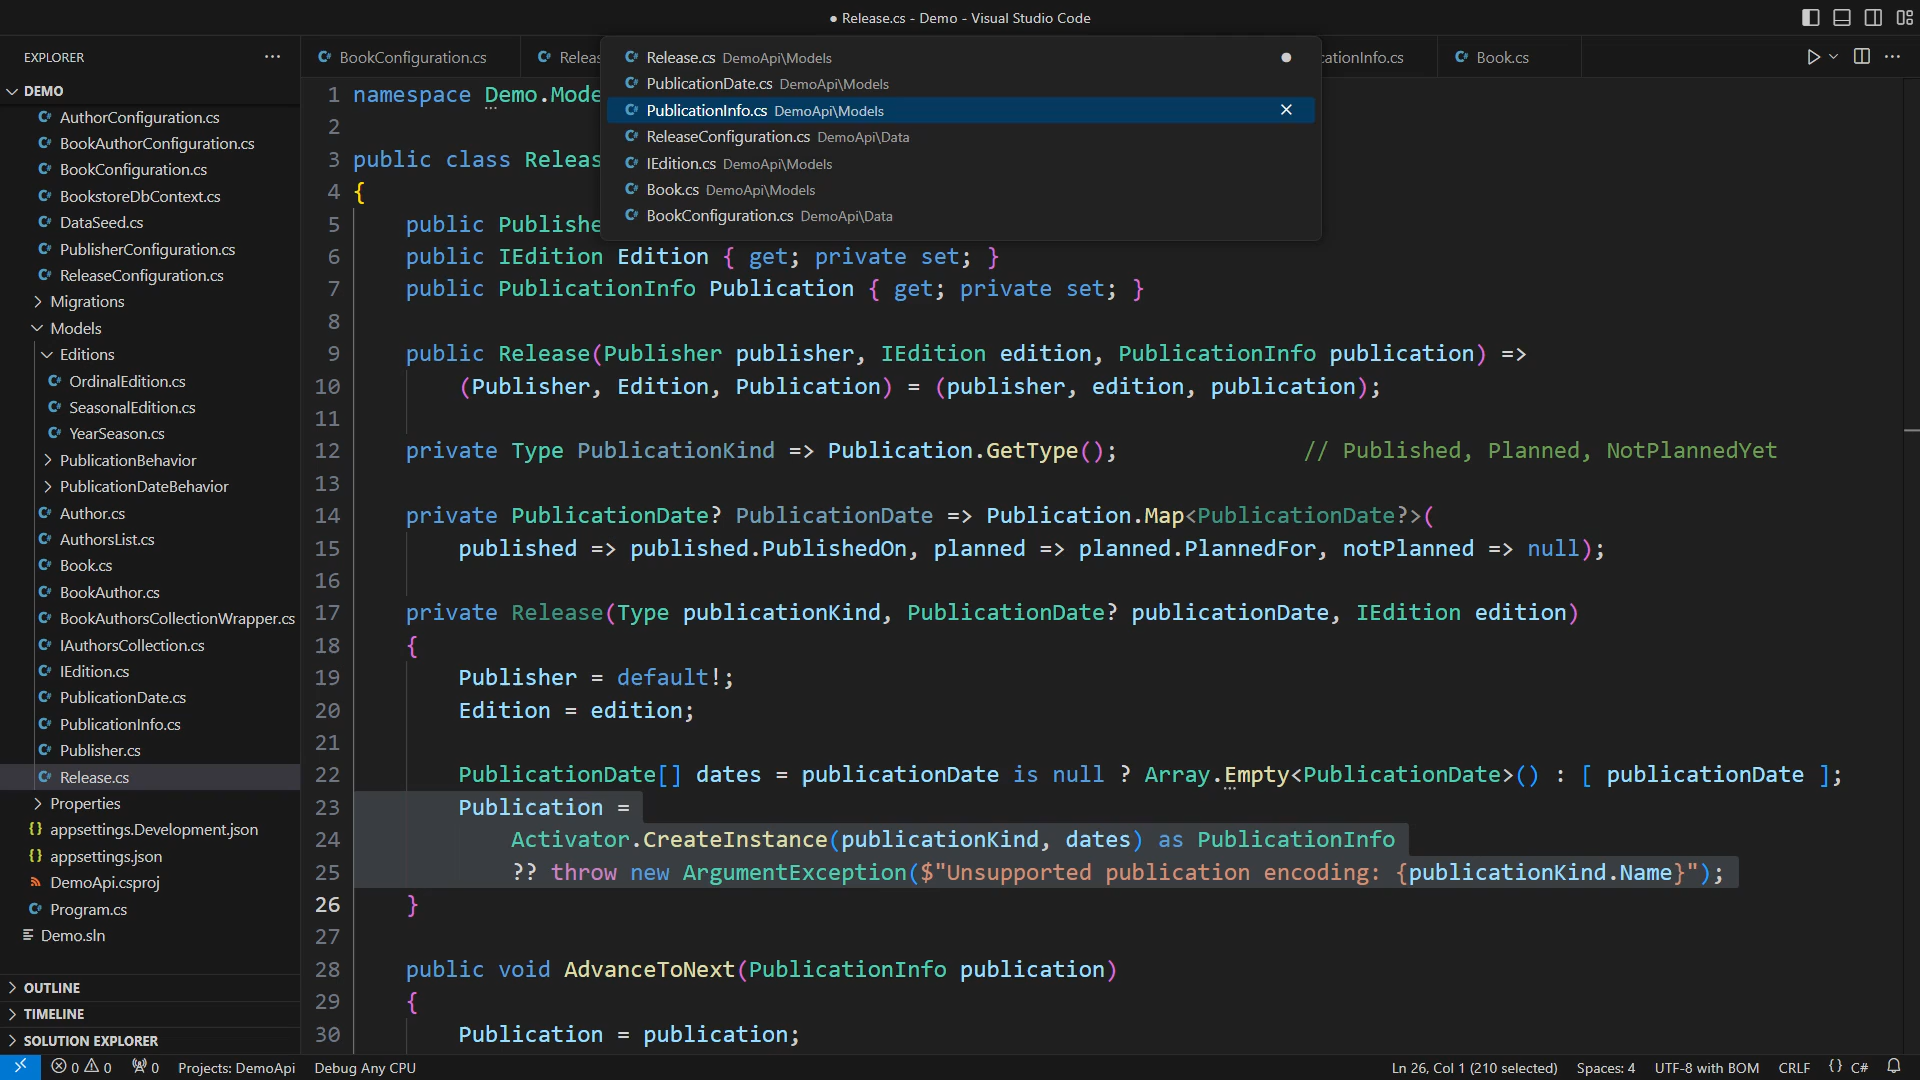 ● Release.cs - Demo - Visual Studio Code
EXPLORER
DEMO
AuthorConfiguration.cs
BookAuthorConfiguration.cs
BookConfiguration.cs
BookstoreDbContext.cs
DataSeed.cs
PublisherConfiguration.cs
ReleaseConfiguration.cs
Migrations
Models
Editions
OrdinalEdition.cs
SeasonalEdition.cs
YearSeason.cs
PublicationBehavior
PublicationDateBehavior
Author.cs
AuthorsList.cs
Book.cs
BookAuthor.cs
BookAuthorsCollectionWrapper.cs
IAuthorsCollection.cs
IEdition.cs
PublicationDate.cs
PublicationInfo.cs
Publisher.cs
Release.cs
Properties
appsettings.Development.json
appsettings.json
DemoApi.csproj
Program.cs
Demo.sln
OUTLINE
TIMELINE
SOLUTION EXPLORER
BookConfiguration.cs Releas cationInfo.cs Book.cs
Release.cs DemoApi\Models
PublicationDate.cs DemoApi\Models
PublicationInfo.cs DemoApi\Models
ReleaseConfiguration.cs DemoApi\Data
IEdition.cs DemoApi\Models
Book.cs DemoApi\Models
BookConfiguration.cs DemoApi\Data
1 namespace Demo.Mode
2
3 public class Releas
4 {
5 public Publishe
6 public IEdition Edition { get; private set; }
7 public PublicationInfo Publication { get; private set; }
8
9 public Release(Publisher publisher, IEdition edition, PublicationInfo publication) =>
10 (Publisher, Edition, Publication) = (publisher, edition, publication);
11
12 private Type PublicationKind => Publication.GetType(); // Published, Planned, NotPlannedYet
13
14 private PublicationDate? PublicationDate => Publication.Map<PublicationDate?>(
15 published => published.PublishedOn, planned => planned.PlannedFor, notPlanned => null);
16
17 private Release(Type publicationKind, PublicationDate? publicationDate, IEdition edition)
18 {
19 Publisher = default!;
20 Edition = edition;
21
22 PublicationDate[] dates = publicationDate is null ? Array.Empty<PublicationDate>() : [ publicationDate ];
23 Publication =
24 Activator.CreateInstance(publicationKind, dates) as PublicationInfo
25 ?? throw new ArgumentException($"Unsupported publication encoding: {publicationKind.Name}");
26 }
27
28 public void AdvanceToNext(PublicationInfo publication)
29 {
30 Publication = publication;
0 0 0 Projects: DemoApi Debug Any CPU Ln 26, Col 1 (210 selected) Spaces: 4 UTF-8 with BOM CRLF {} C#